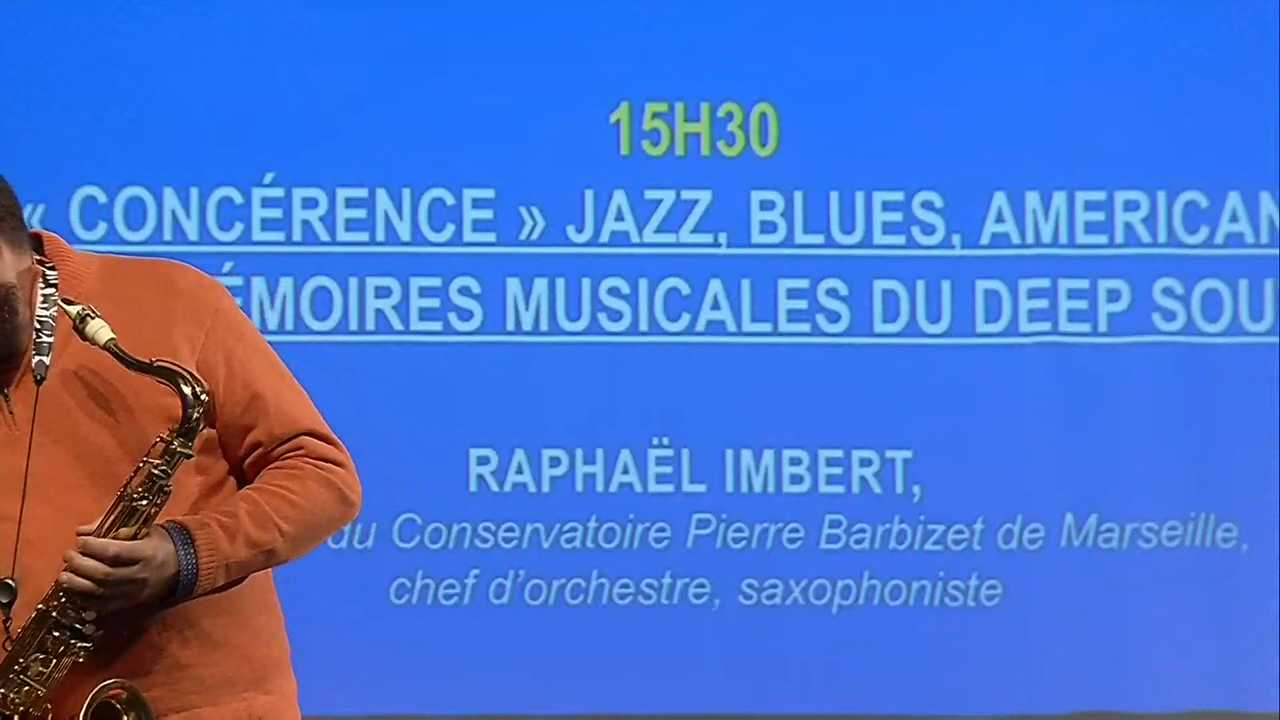 15H30
« CONCÉRENCE » JAZZ, BLUES, AMERICAN
ÉMOIRES MUSICALES DU DEEP SOU
RAPHAËL IMBERT,
du Conservatoire Pierre Barbizet de Marseille,
chef d’orchestre, saxophoniste